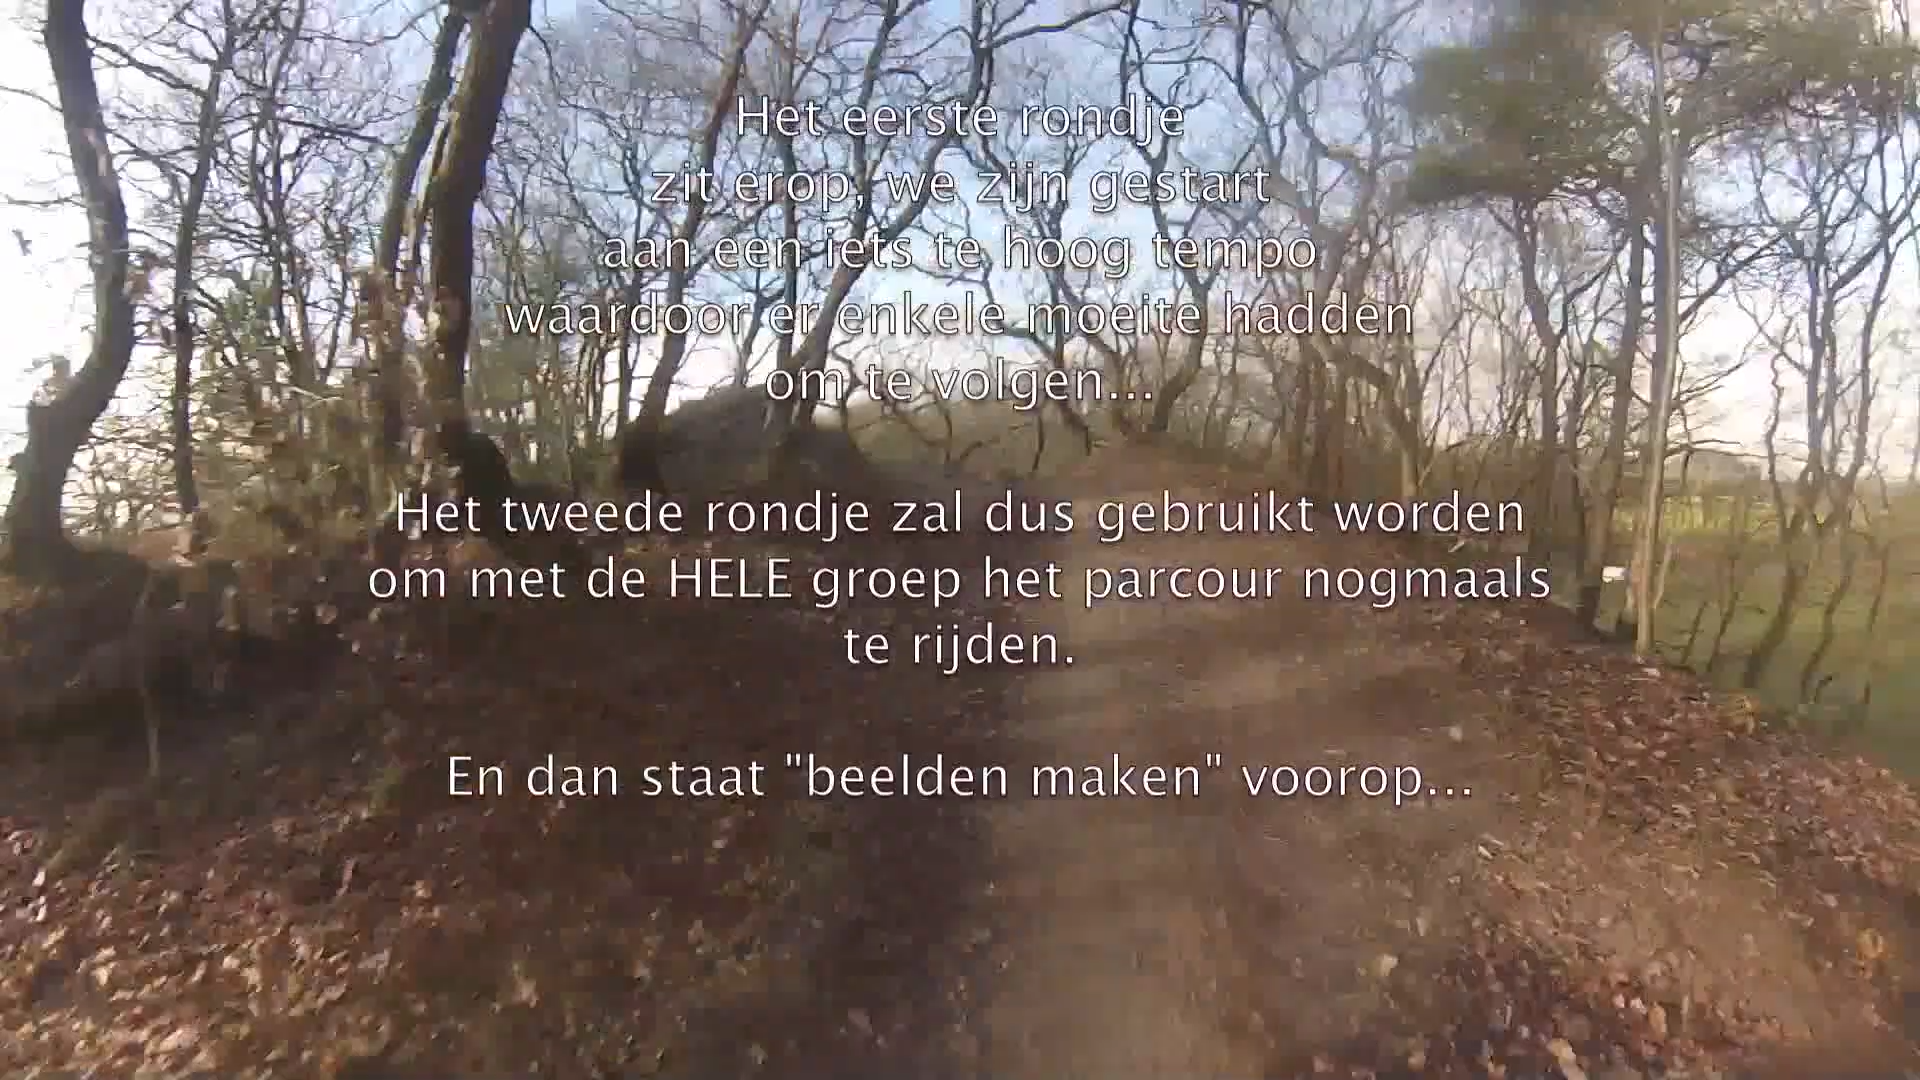 Het eerste rondje
zit erop, we zijn gestart
aan een iets te hoog tempo
waardoor er enkele moeite hadden
om te volgen...
Het tweede rondje zal dus gebruikt worden
om met de HELE groep het parcour nogmaals
te rijden.
En dan staat "beelden maken" voorop...